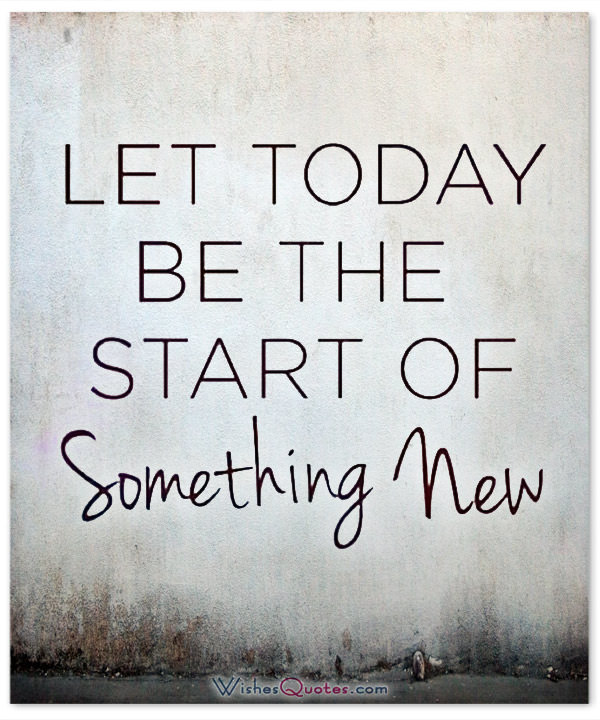 LET TODAY
BE THE
START OF
Something New
WishesQuotes.com